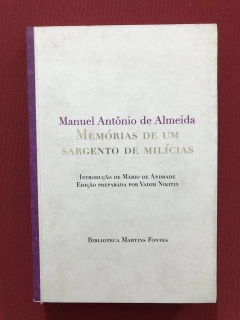 Manuel Antônio de Almeida
Memórias de um
sargento de milícias
Introdução de Mário de Andrade
Edição preparada por Vadim Nikitin
Biblioteca Martins Fontes